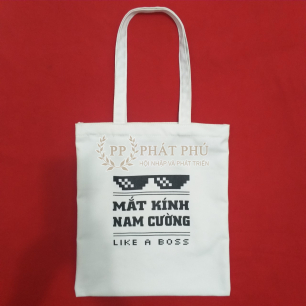 PP PHÁT PHÚ
HỘI NHẬP VÀ PHÁT TRIỂN
MẮT KÍNH
NAM CƯỜNG
LIKE A BOSS